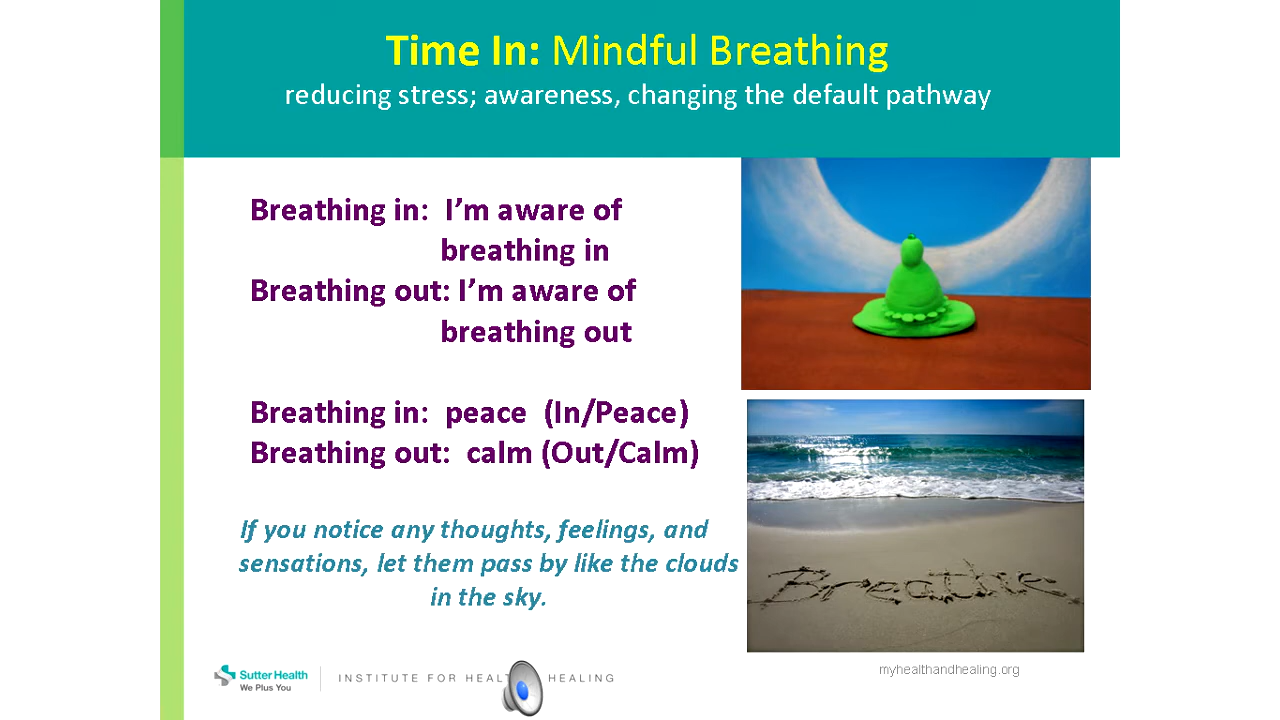 Time In: Mindful Breathing
reducing stress; awareness, changing the default pathway
Breathing in: I'm aware of
breathing in
Breathing out: I'm aware of
breathing out
Breathing in: peace (In/Peace)
Breathing out: calm (Out/Calm)
If you notice any thoughts, feelings, and
sensations, let them pass by like the clouds
in the sky.
Breathe
Sutter Health
We Plus You
INSTITUTE FOR HEALING
myhealthandhealing.org